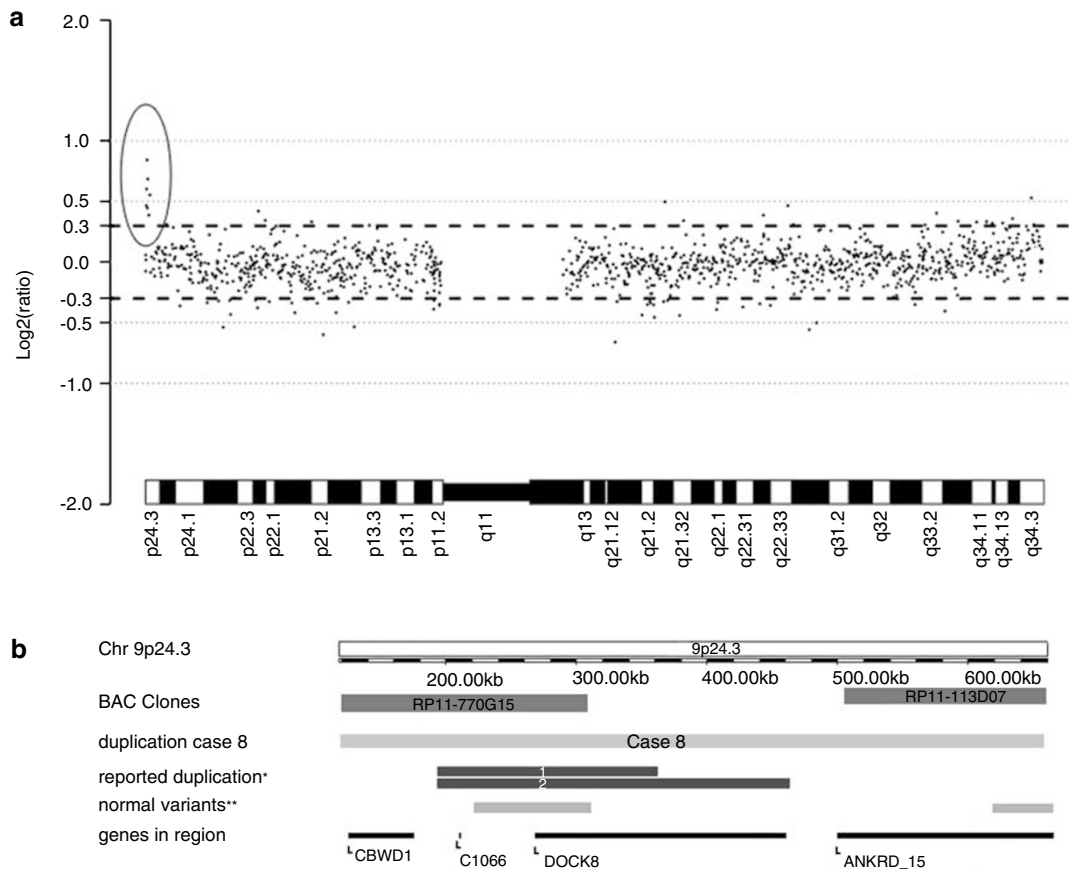 a
2.0
1.0
0.5
0.3
0.0
-0.3
-0.5
-1.0
-2.0
Log2(ratio)
p24.3
p24.1
p22.3
p22.1
p21.2
p13.3
p13.1
p11.2
q11
q13
q21.12
q21.2
q21.32
q22.1
q22.31
q22.33
q31.2
q32
q33.2
q34.11
q34.13
q34.3
b
Chr 9p24.3
9p24.3
200.00kb 300.00kb 400.00kb 500.00kb 600.00kb
BAC Clones
RP11-770G15
RP11-113D07
duplication case 8
Case 8
reported duplication*
1
2
normal variants**
genes in region
CBWD1
C1066
DOCK8
ANKRD_15